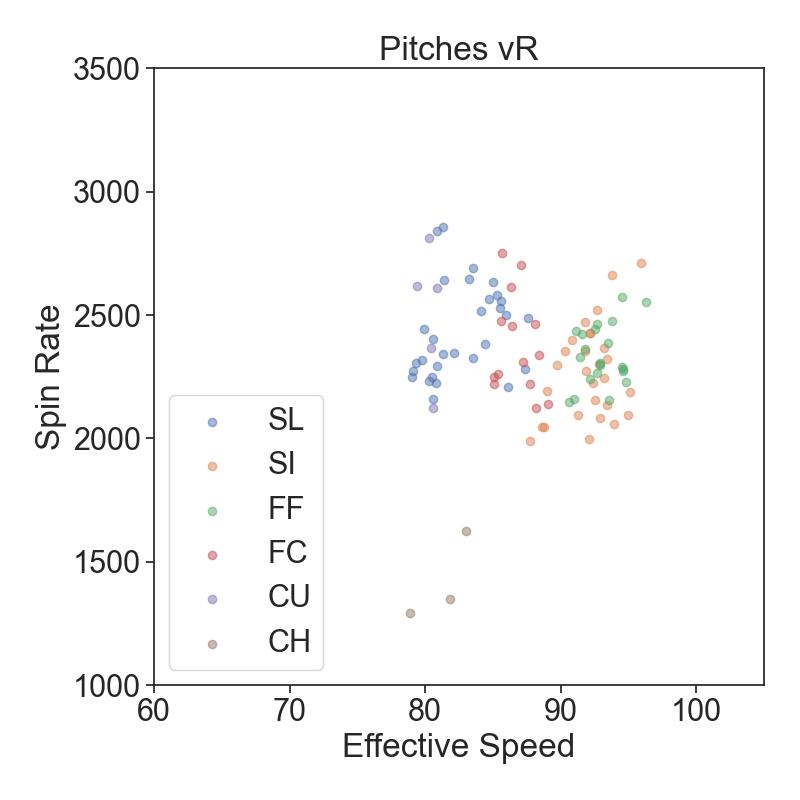 Pitches vR
3500
3000
2500
2000
1500
1000
Spin Rate
SL
SI
FF
FC
CU
CH
60 70 80 90 100
Effective Speed